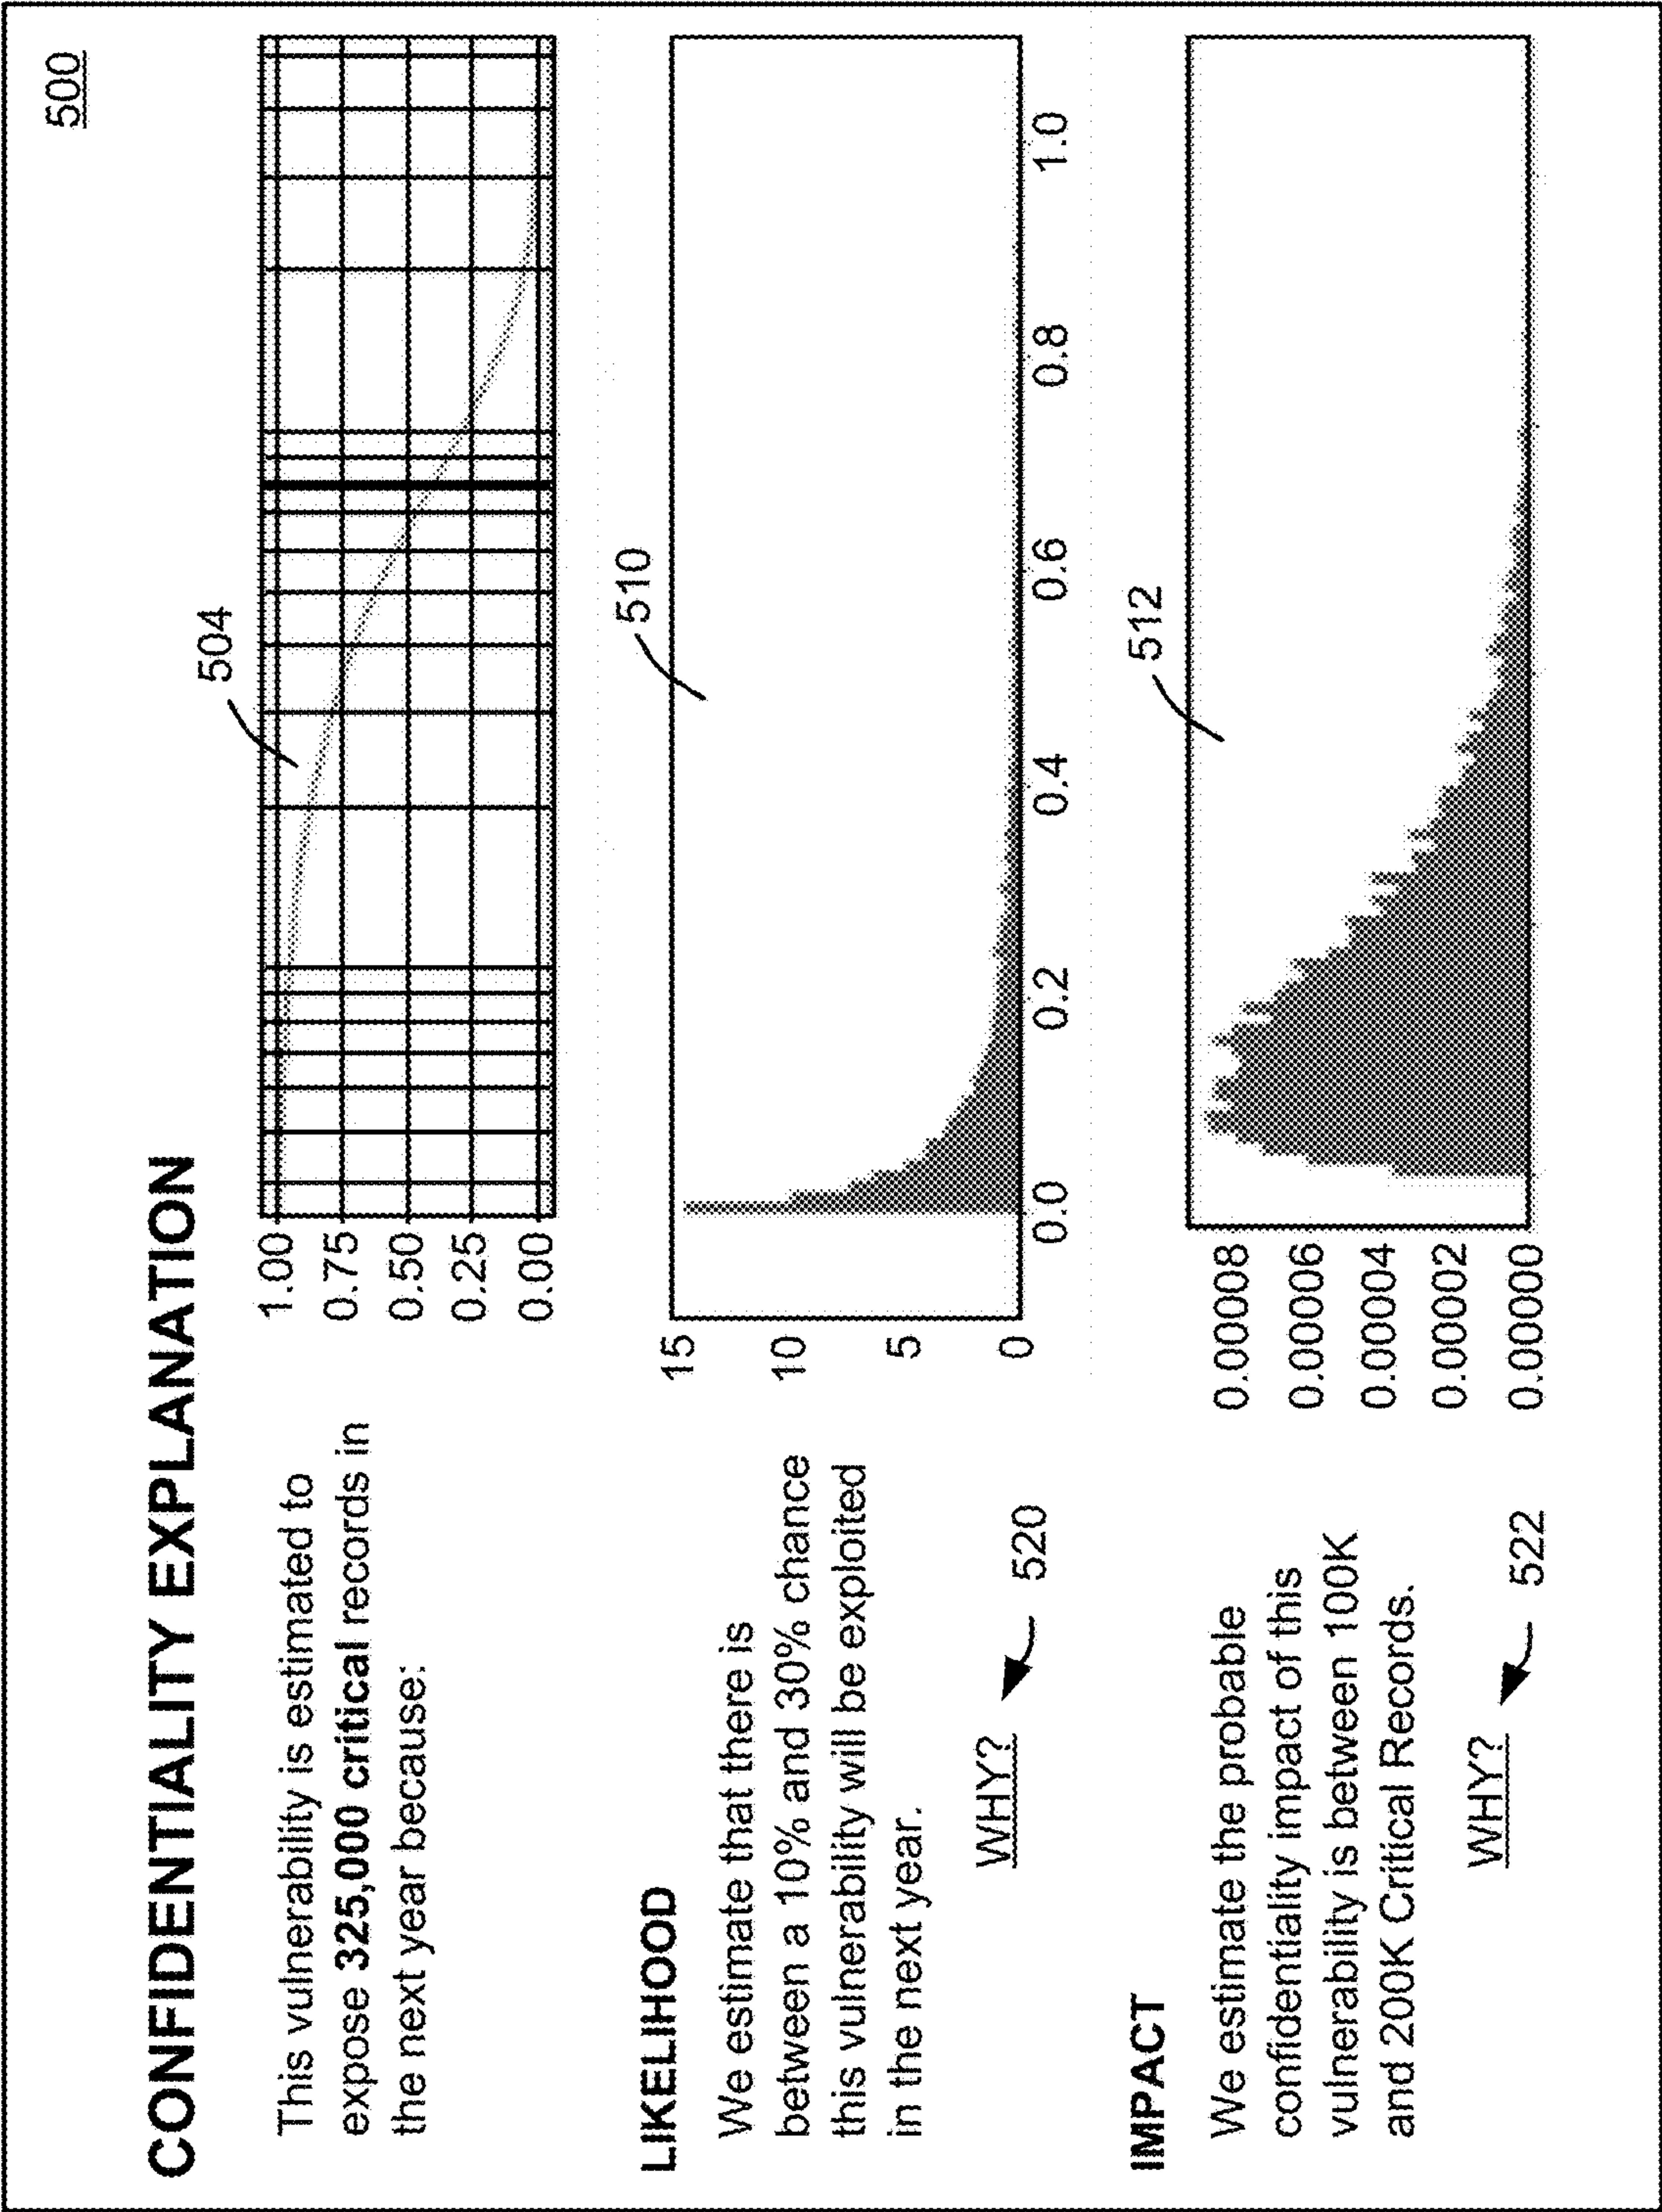 500
CONFIDENTIALITY EXPLANATION
This vulnerability is estimated to
expose 325,000 critical records in
the next year because:
504
1.00
0.75
0.50
0.25
0.00
LIKELIHOOD
We estimate that there is
between a 10% and 30% chance
this vulnerability will be exploited
in the next year.
WHY?
520
510
15
10
5
0
0.0 0.2 0.4 0.6 0.8 1.0
IMPACT
We estimate the probable
confidentiality impact of this
vulnerability is between 100K
and 200K Critical Records.
WHY?
522
512
0.00008
0.00006
0.00004
0.00002
0.00000